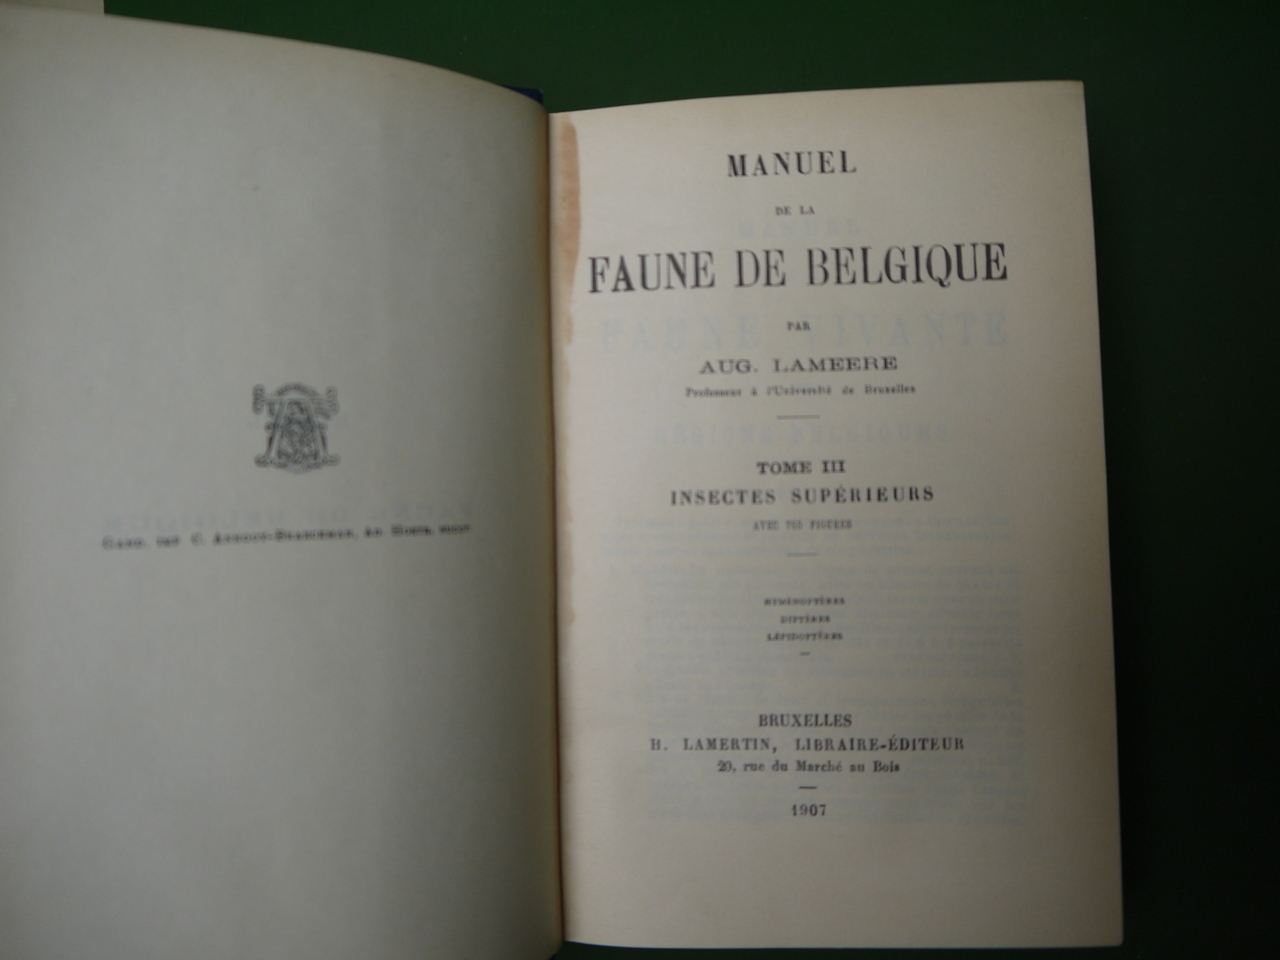 MANUEL
DE LA
FAUNE DE BELGIQUE
PAR
AUG. LAMEERE
Professeur à l'Université de Bruxelles
TOME III
INSECTES SUPÉRIEURS
AVEC FIGURES
HYMÉNOPTÈRES
DIPTÈRES
LÉPIDOPTÈRES
BRUXELLES
H. LAMERTIN, LIBRAIRE-ÉDITEUR
20, rue du Marché au Bois
1907